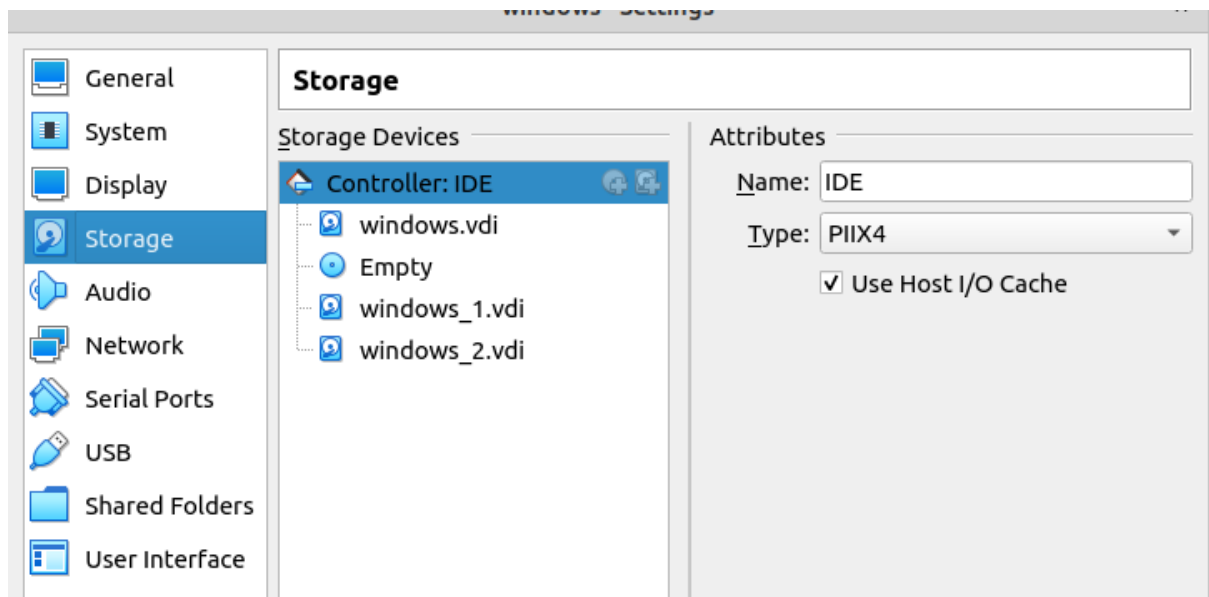 General
System
Display
Storage
Audio
Network
Serial Ports
USB
Shared Folders
User Interface
Storage
Storage Devices
Controller: IDE
windows.vdi
Empty
windows_1.vdi
windows_2.vdi
Attributes
Name: IDE
Type: PIIX4
Use Host I/O Cache